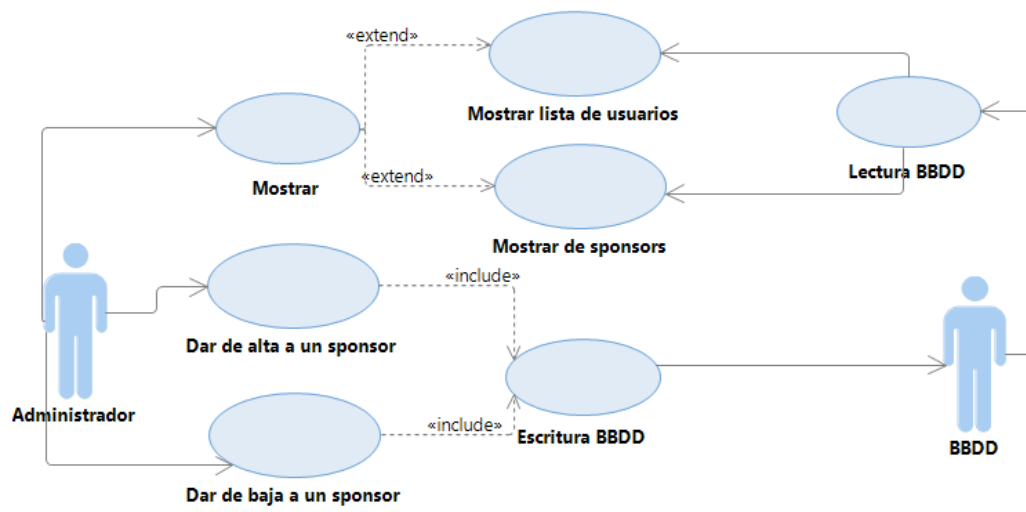 «extend»
Mostrar lista de usuarios
Lectura BBDD
Mostrar
«extend»
Mostrar de sponsors
«include»
Dar de alta a un sponsor
Administrador
«include»
Escritura BBDD
BBDD
Dar de baja a un sponsor